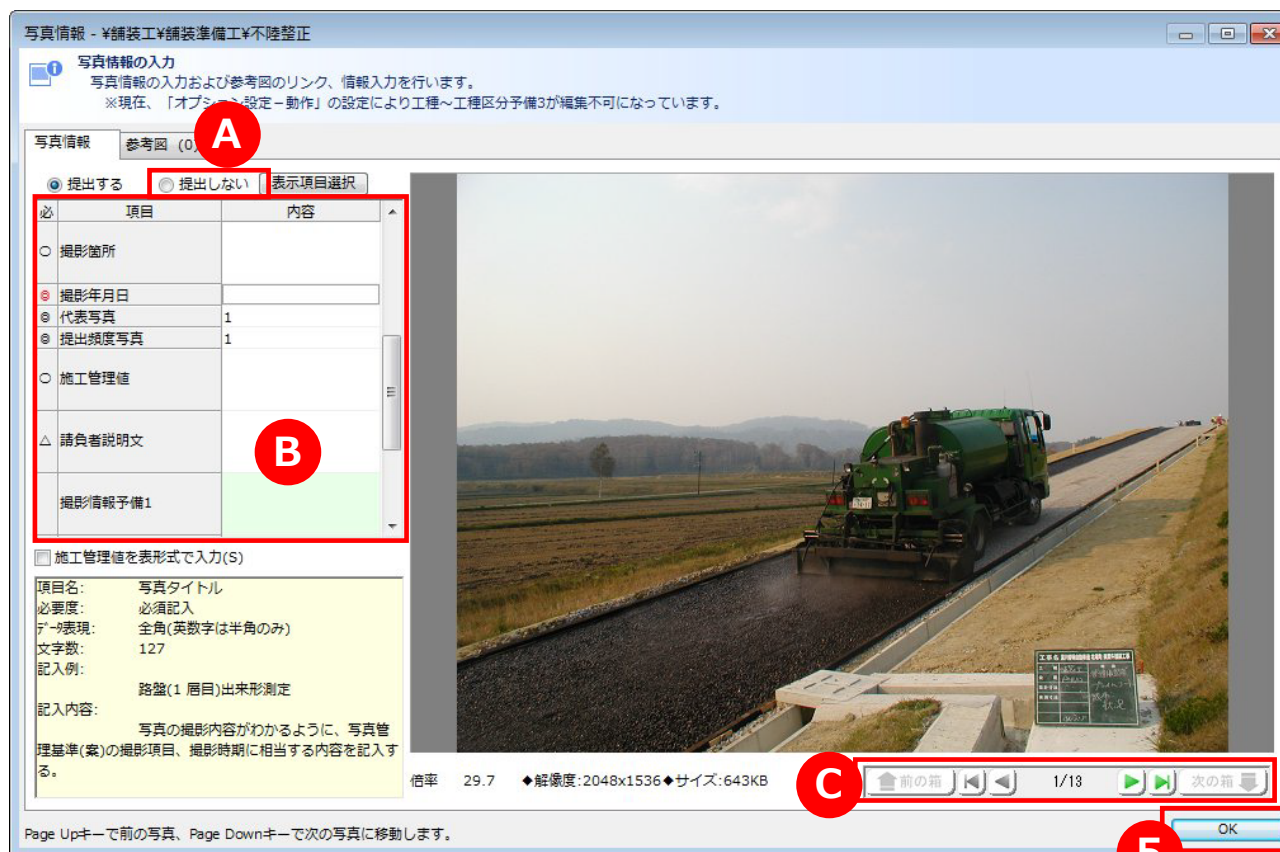 写真情報 - ¥舗装工¥舗装準備工¥不陸整正
写真情報の入力
写真情報の入力および参考図のリンク、情報入力を行います。
※現在、「オプション設定－動作」の設定により工種～工種区分予備3が編集不可になっています。
写真情報 参考図 (0)
A
提出する 提出しない 表示項目選択
必 項目 内容
○ 撮影箇所
◎ 撮影年月日
◎ 代表写真 1
◎ 提出頻度写真 1
○ 施工管理値
△ 請負者説明文
B
撮影情報予備1
施工管理値を表形式で入力(S)
項目名: 写真タイトル
必要度: 必須記入
ﾃﾞｰﾀ表現: 全角(英数字は半角のみ)
文字数: 127
記入例:
路盤(1 層目)出来形測定
記入内容:
写真の撮影内容がわかるように、写真管
理基準(案)の撮影項目、撮影時期に相当する内容を記入す
る。
工事名
状況
倍率 29.7 ◆解像度:2048x1536◆サイズ:643KB
C
前の箱 1/13 次の箱
Page Upキーで前の写真、Page Downキーで次の写真に移動します。
OK
5